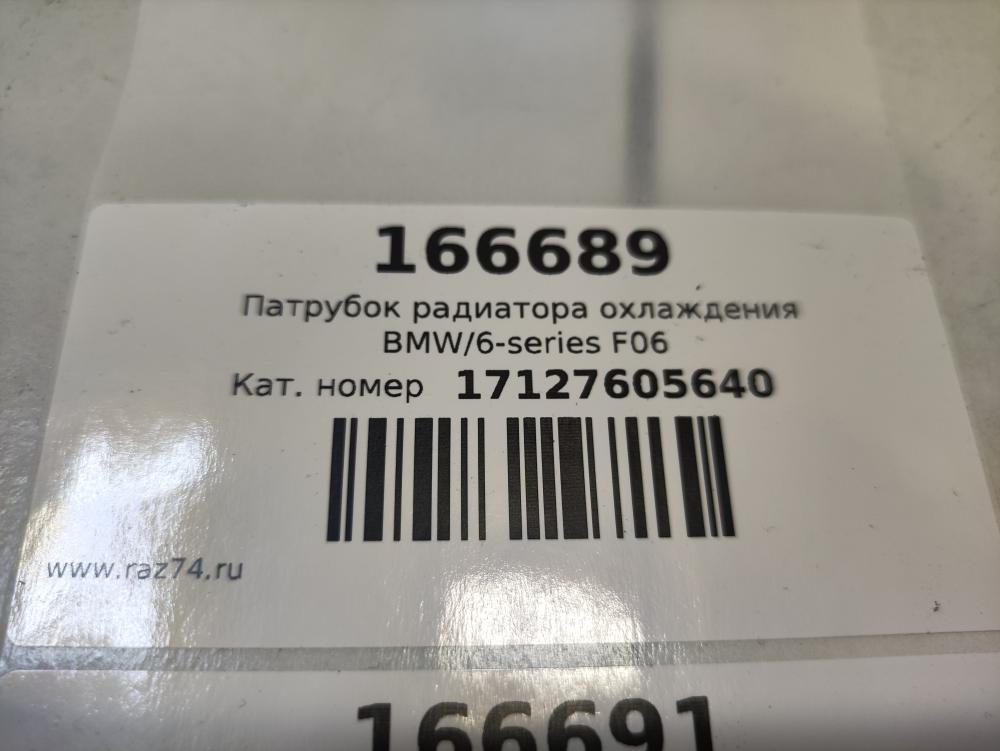 166689
Патрубок радиатора охлаждения
BMW/6-series F06
Кат. номер 17127605640
www.raz74.ru
166691